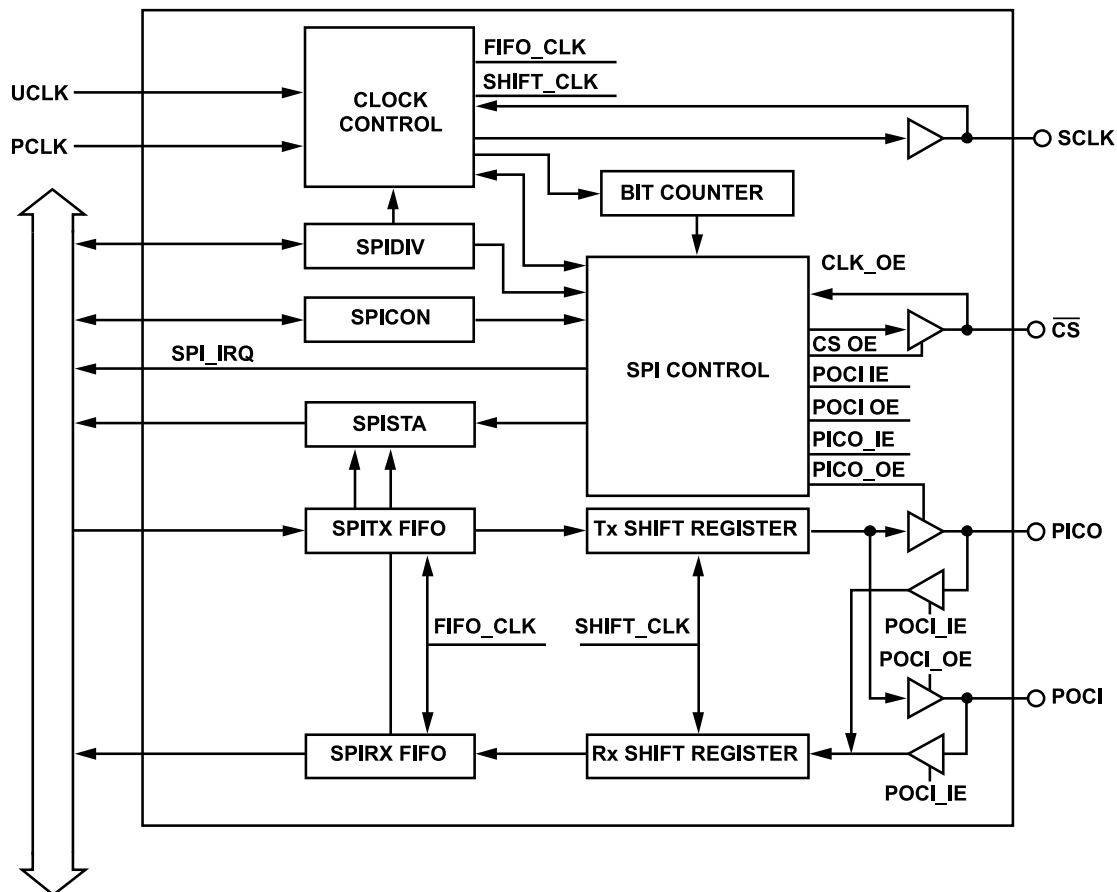 FIFO_CLK
SHIFT_CLK
UCLK
CLOCK
CONTROL
PCLK
SCLK
BIT COUNTER
SPIDIV
CLK_OE
SPICON
CS
SPI_IRQ
CS OE
SPI CONTROL
POCI IE
POCI OE
SPISTA
PICO_IE
PICO_OE
SPITX FIFO
Tx SHIFT REGISTER
PICO
FIFO_CLK
SHIFT_CLK
POCI_IE
POCI_OE
POCI
SPIRX FIFO
Rx SHIFT REGISTER
POCI_IE